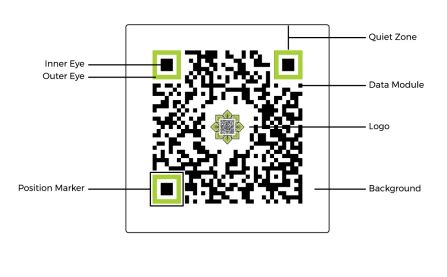 Quiet Zone
Inner Eye
Outer Eye
Data Module
Logo
Position Marker
Background